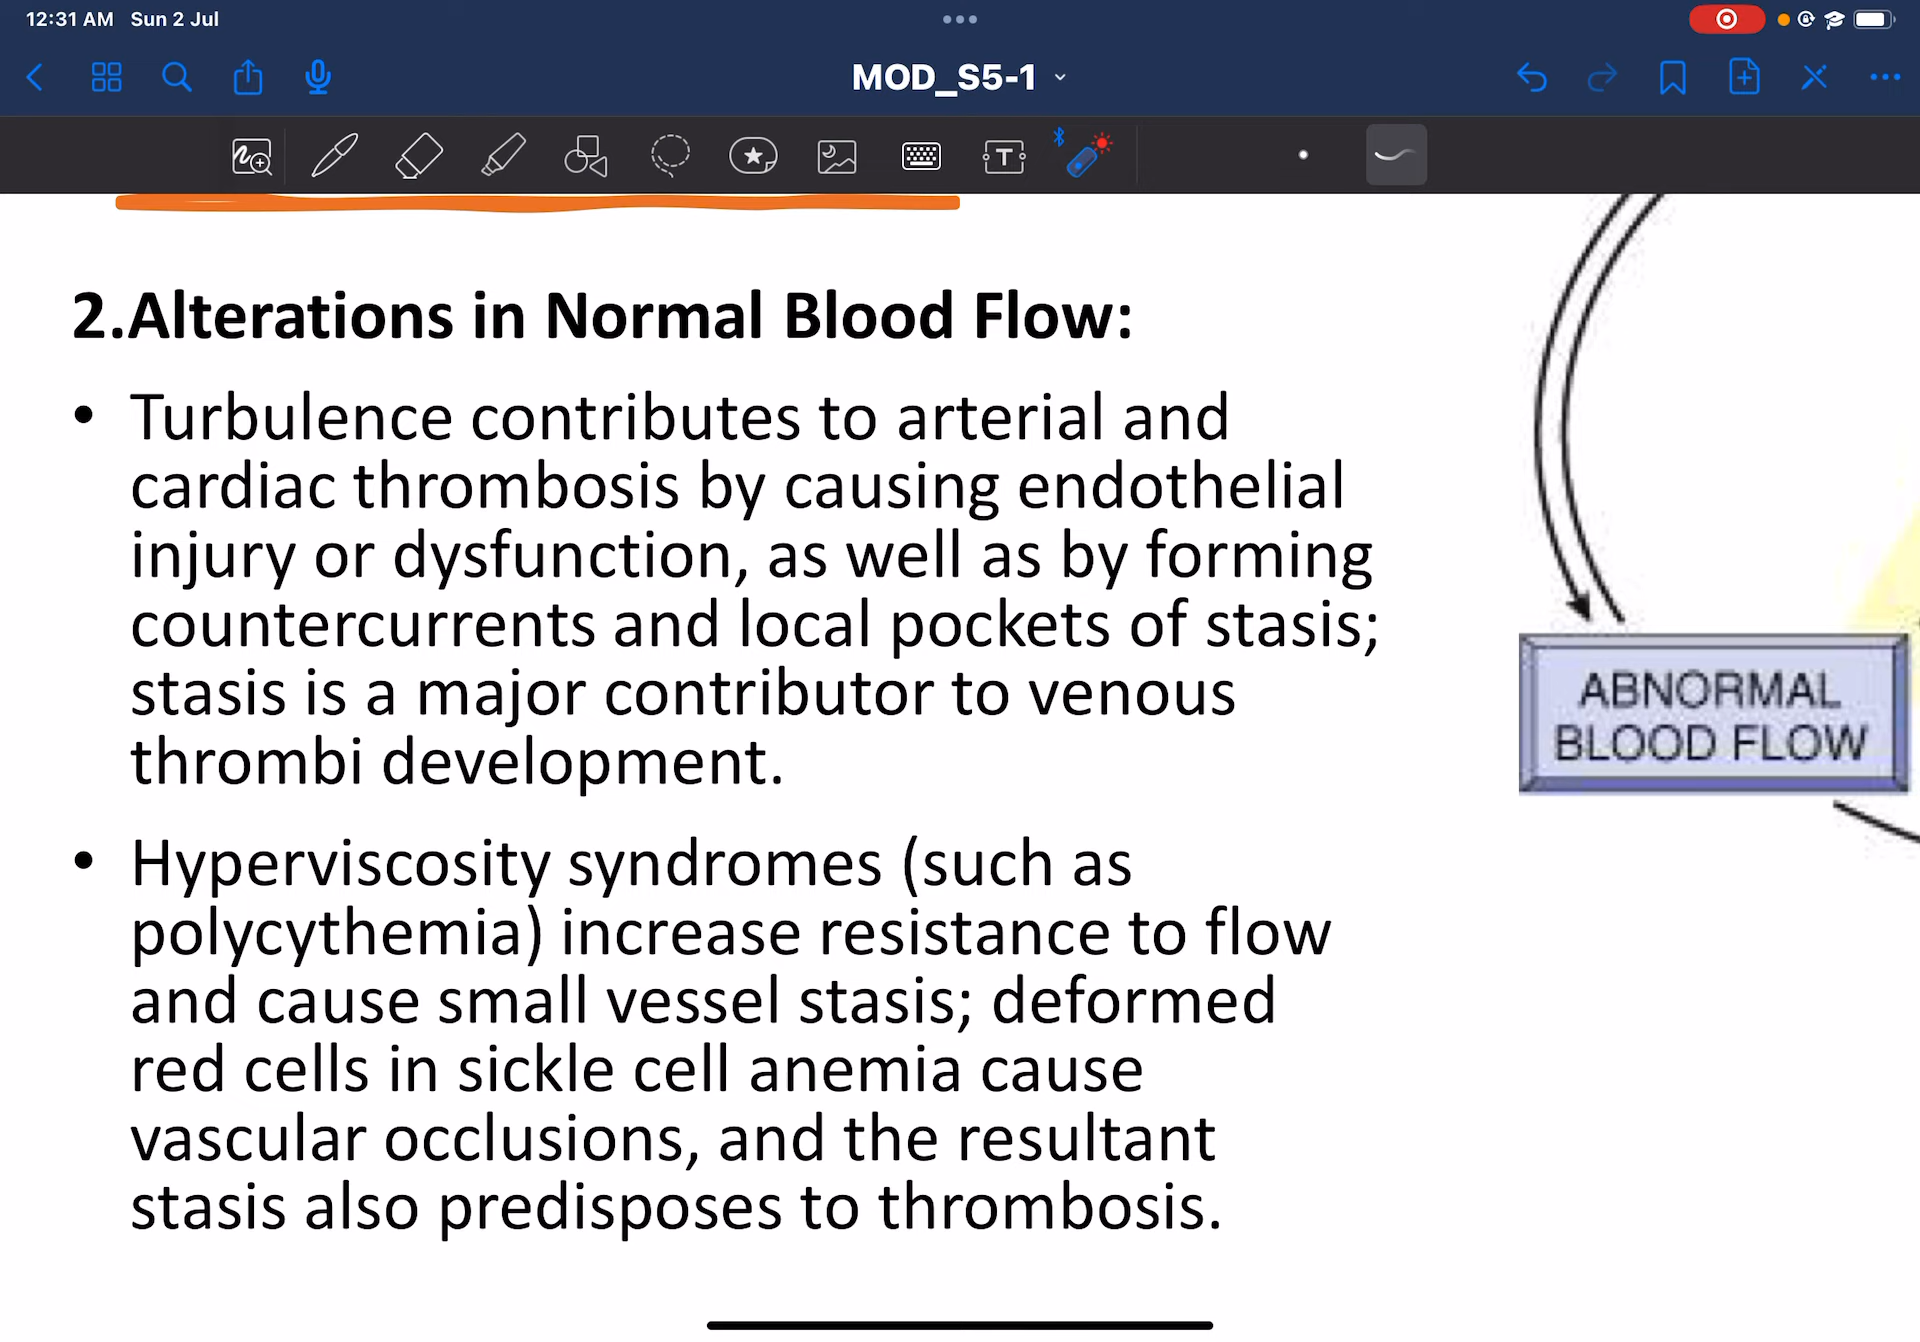 12:31 AM Sun 2 Jul
MOD_S5-1
T
2.Alterations in Normal Blood Flow:
• Turbulence contributes to arterial and
cardiac thrombosis by causing endothelial
injury or dysfunction, as well as by forming
countercurrents and local pockets of stasis;
stasis is a major contributor to venous
thrombi development.
• Hyperviscosity syndromes (such as
polycythemia) increase resistance to flow
and cause small vessel stasis; deformed
red cells in sickle cell anemia cause
vascular occlusions, and the resultant
stasis also predisposes to thrombosis.
ABNORMAL
BLOOD FLOW